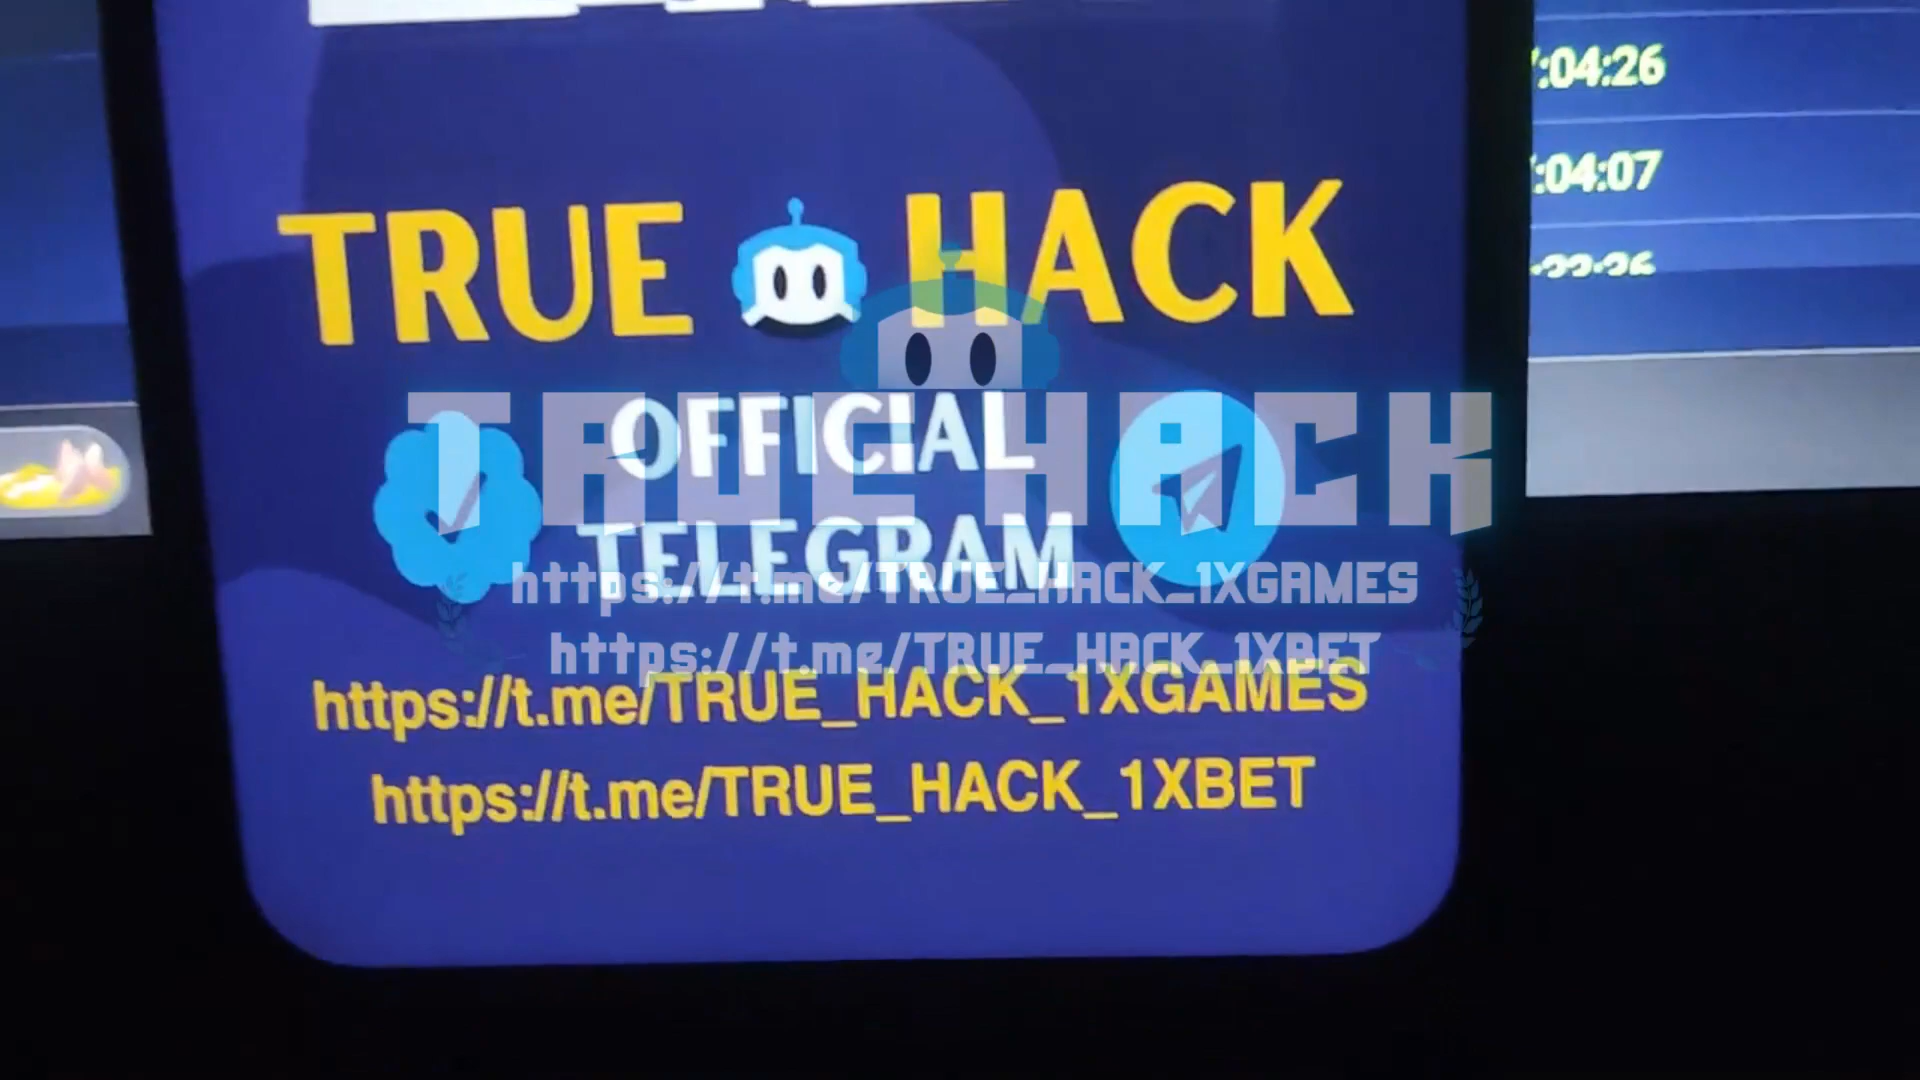 :04:26
:04:07
TRUE HACK
TRUE HACK
OFFICIAL
TELEGRAM
https://t.me/TRUE_HACK_1XGAMES
https://t.me/TRUE_HACK_1XBET
https://t.me/TRUE_HACK_1XGAMES
https://t.me/TRUE_HACK_1XBET